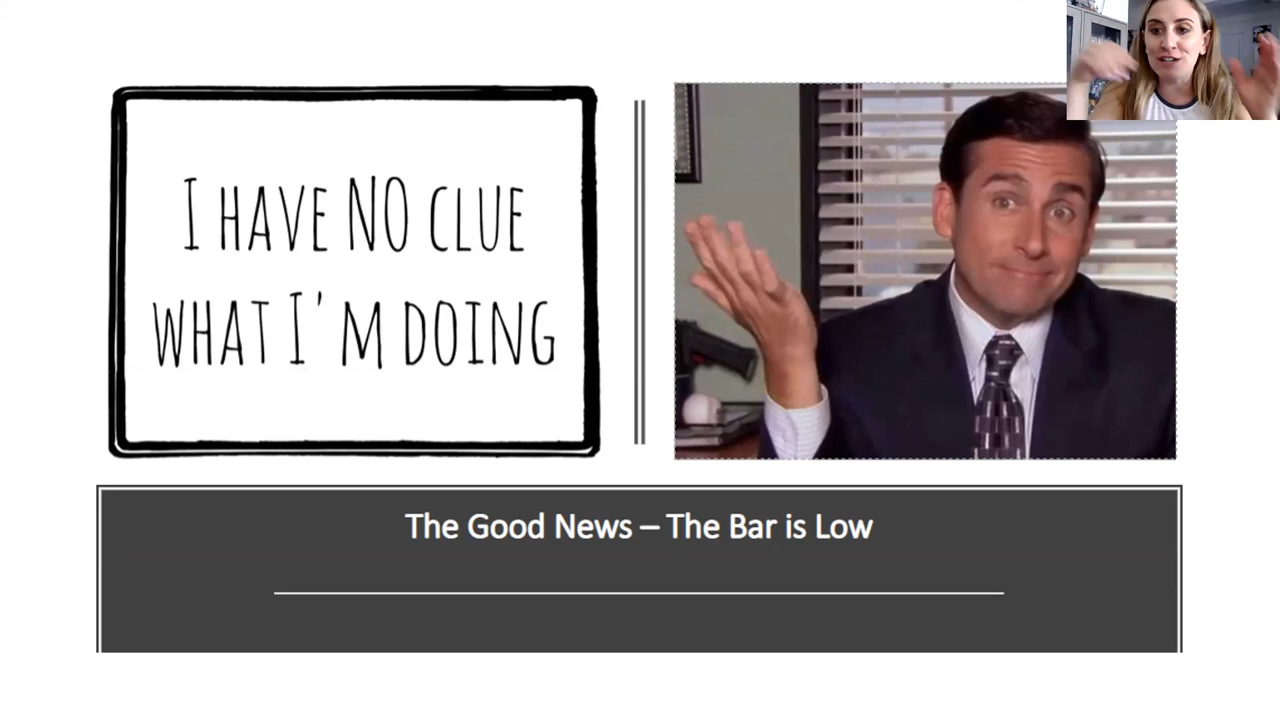 I HAVE NO CLUE
WHAT I'M DOING
The Good News – The Bar is Low